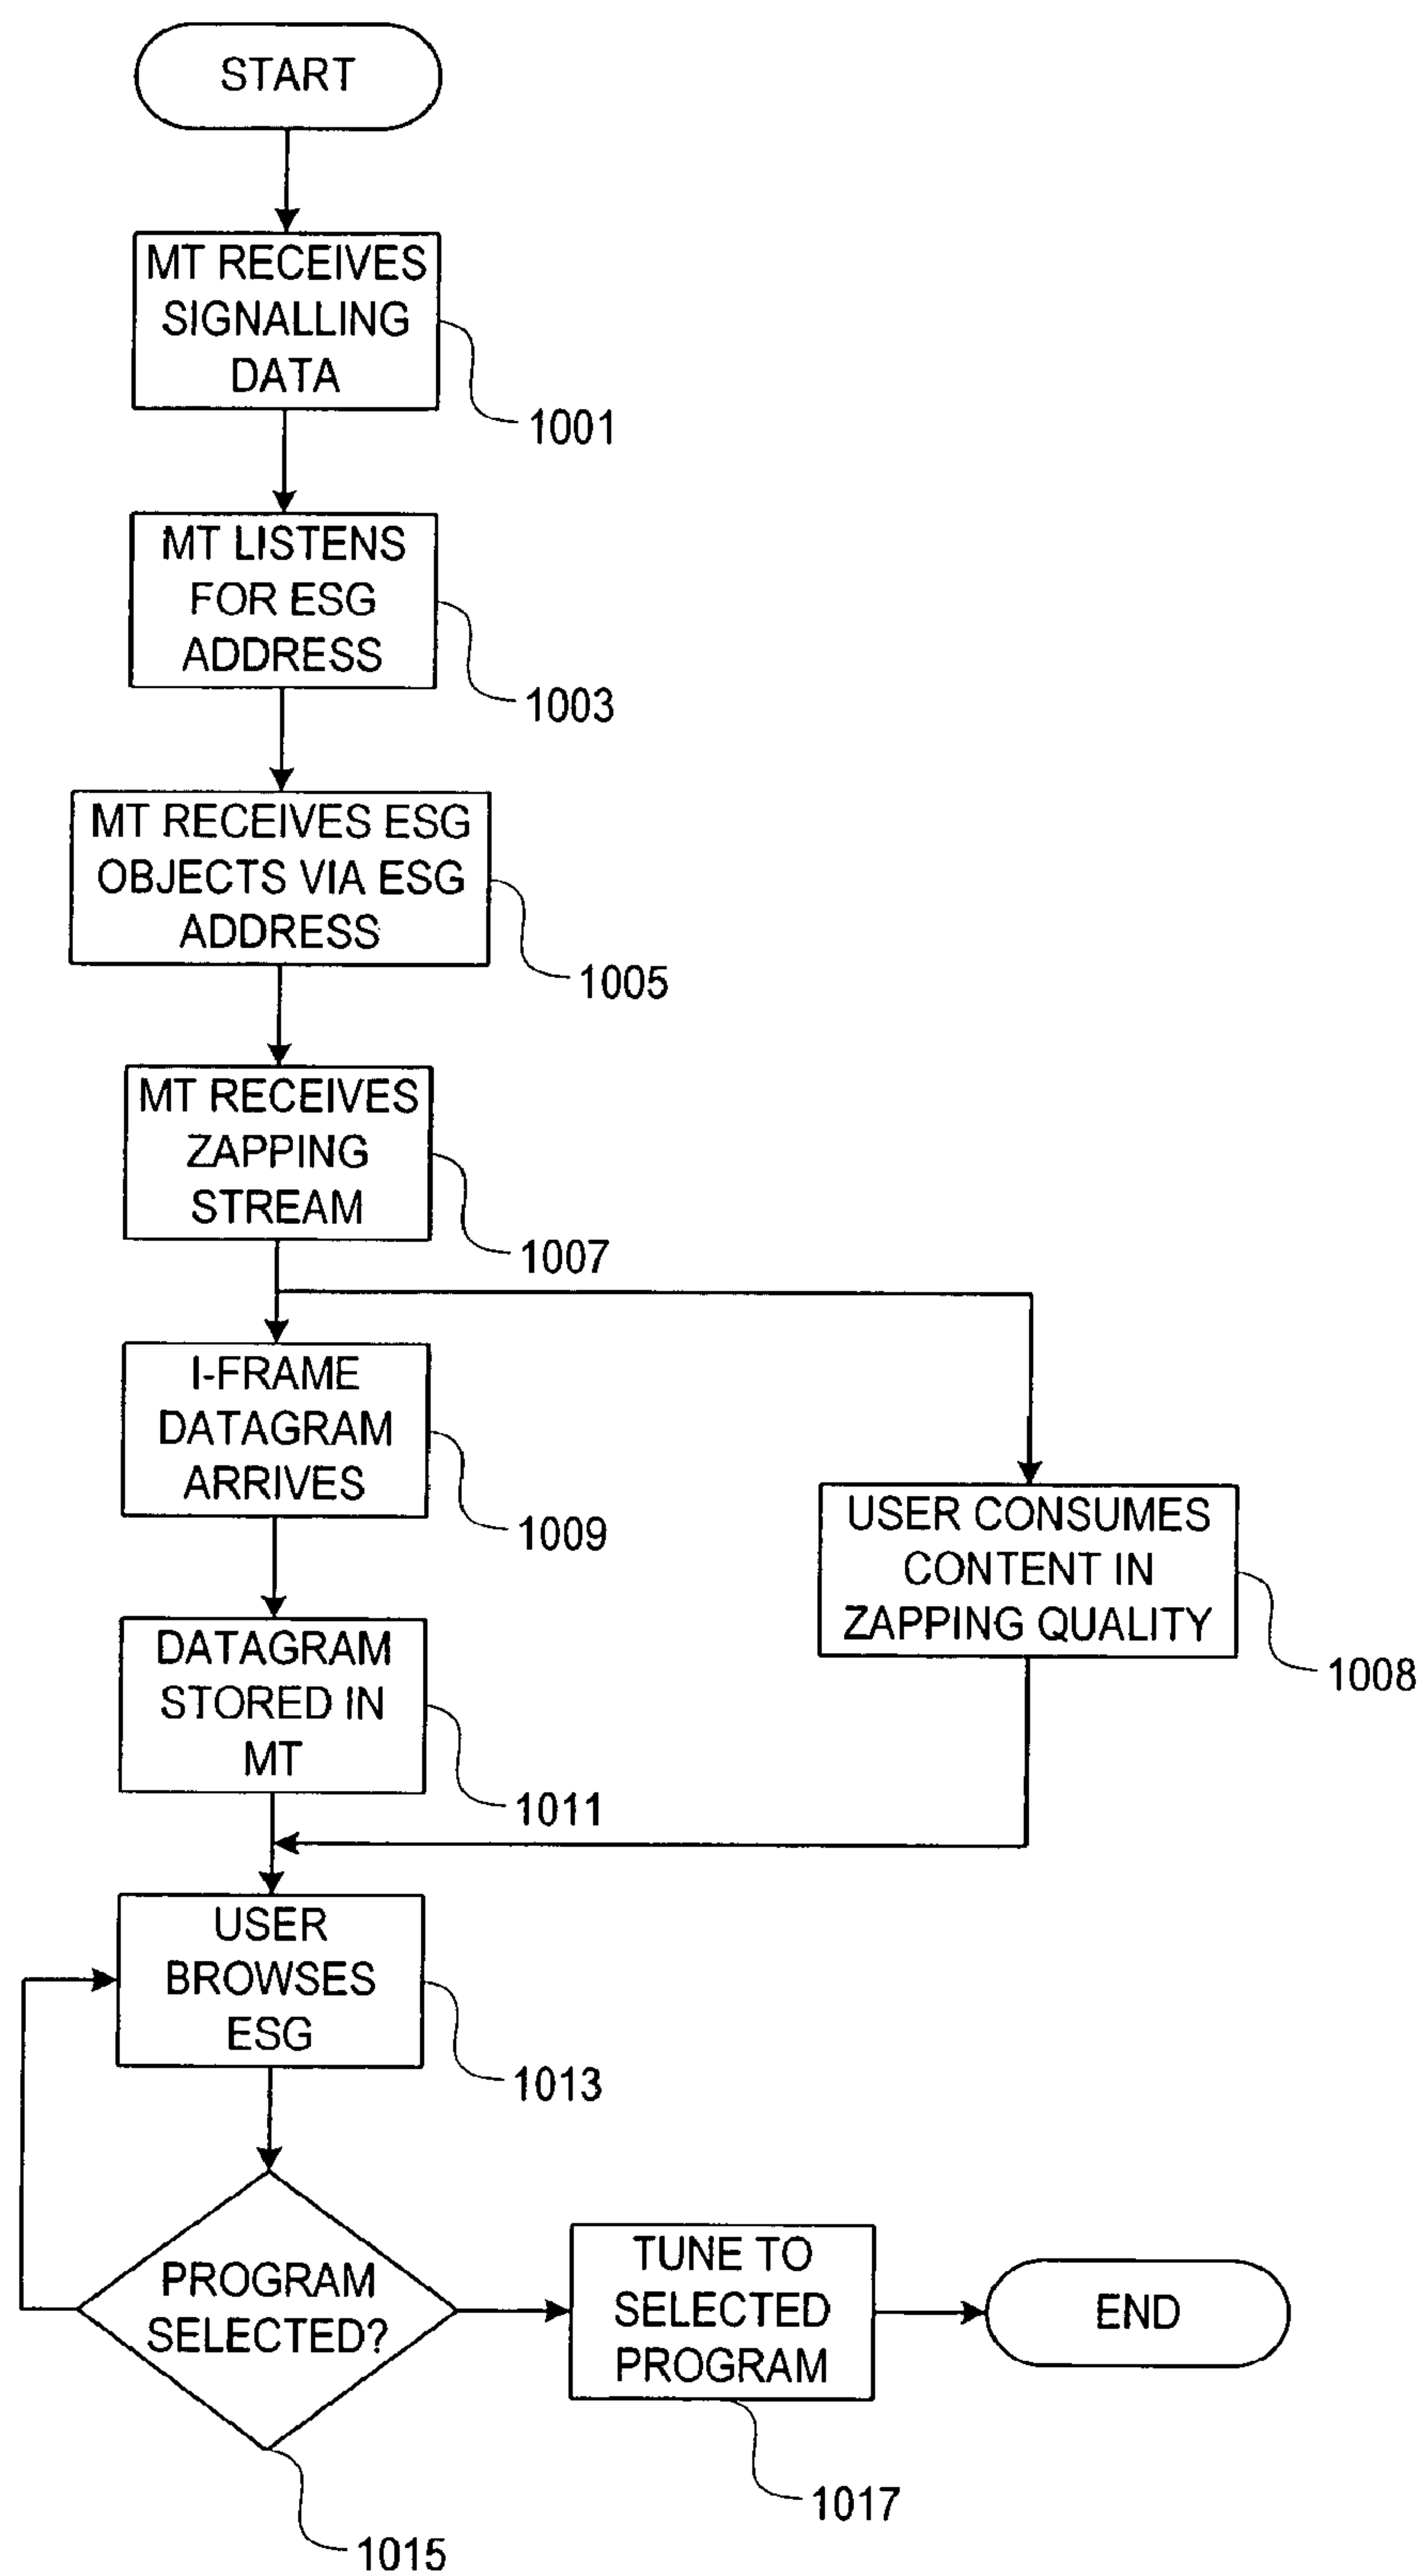 START
MT RECEIVES
SIGNALLING
DATA
1001
MT LISTENS
FOR ESG
ADDRESS
1003
MT RECEIVES ESG
OBJECTS VIA ESG
ADDRESS
1005
MT RECEIVES
ZAPPING
STREAM
1007
I-FRAME
DATAGRAM
ARRIVES
1009
USER CONSUMES
CONTENT IN
ZAPPING QUALITY
1008
DATAGRAM
STORED IN
MT
1011
USER
BROWSES
ESG
1013
PROGRAM
SELECTED?
1015
TUNE TO
SELECTED
PROGRAM
1017
END